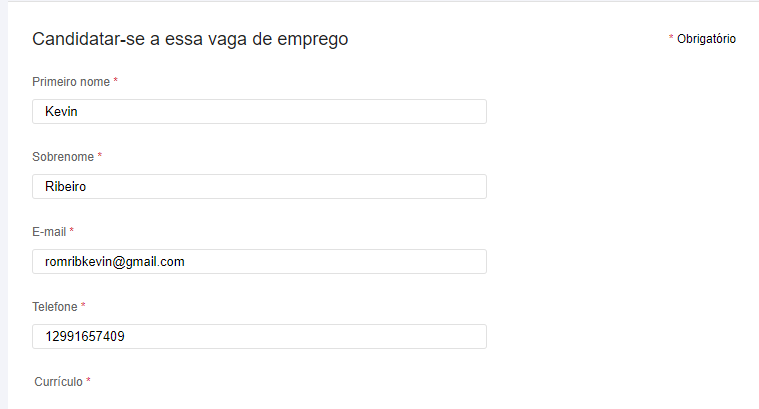 Candidatar-se a essa vaga de emprego
* Obrigatório
Primeiro nome *
Kevin
Sobrenome *
Ribeiro
E-mail *
romribkevin@gmail.com
Telefone *
12991657409
Currículo *